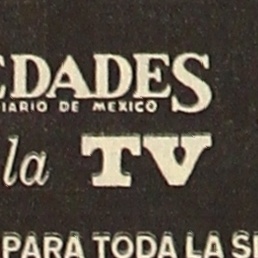 EDADES
IARIO DE MEXICO
la TV
PARA TODA LA S